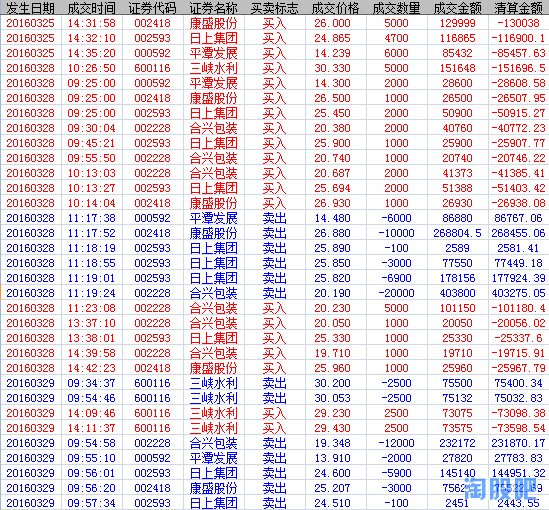 发生日期 成交时间 证券代码 证券名称 买卖标志 成交价格 成交数量 成交金额 清算金额
20160325 14:31:58 002418 康盛股份 买入 26.000 5000 129999 -130038
20160325 14:32:23 002593 日上集团 买入 24.865 4700 116865 -116900.1
20160325 14:35:20 000592 平潭发展 买入 14.239 6000 85432 -85457.63
20160328 10:26:50 600116 三峡水利 买入 30.330 5000 151648 -151696.5
20160328 09:25:00 000592 平潭发展 买入 14.300 2000 28600 -28608.58
20160328 09:25:00 002418 康盛股份 买入 26.500 1000 26500 -26507.95
20160328 09:25:00 002593 日上集团 买入 25.450 2000 50900 -50915.27
20160328 09:30:04 002228 合兴包装 买入 20.380 2000 40760 -40772.23
20160328 09:45:21 002593 日上集团 买入 25.900 1000 25900 -25907.77
20160328 09:55:50 002228 合兴包装 买入 20.740 1000 20740 -20746.22
20160328 10:13:03 002228 合兴包装 买入 20.687 2000 41373 -41385.41
20160328 10:13:27 002593 日上集团 买入 25.694 2000 51388 -51403.42
20160328 10:14:04 002418 康盛股份 买入 26.930 1000 26930 -26938.08
20160328 11:17:38 000592 平潭发展 卖出 14.480 -6000 86880 86767.06
20160328 11:17:52 002418 康盛股份 卖出 26.880 -10000 268804.5 268455.06
20160328 11:18:19 002593 日上集团 卖出 25.890 -100 2589 2581.41
20160328 11:18:55 002593 日上集团 卖出 25.850 -3000 77550 77449.18
20160328 11:19:01 002593 日上集团 卖出 25.820 -6900 178156 177924.39
20160328 11:19:24 002228 合兴包装 卖出 20.190 -20000 403800 403275.05
20160328 11:23:08 002228 合兴包装 买入 20.230 5000 101150 -101180.4
20160328 13:37:10 002228 合兴包装 买入 20.050 1000 20050 -20056.02
20160328 13:38:01 002593 日上集团 买入 25.330 1000 25330 -25337.6
20160328 14:39:58 002228 合兴包装 买入 19.710 1000 19710 -19715.91
20160328 14:42:23 002418 康盛股份 买入 25.960 1000 25960 -25967.79
20160329 09:34:37 600116 三峡水利 卖出 30.200 -2500 75500 75400.34
20160329 09:54:46 600116 三峡水利 卖出 30.053 -2500 75132 75032.83
20160329 14:09:46 600116 三峡水利 买入 29.230 2500 73075 -73098.38
20160329 14:11:37 600116 三峡水利 买入 29.430 2500 73575 -73598.54
20160329 09:54:58 002228 合兴包装 卖出 19.348 -12000 232172 231870.17
20160329 09:55:10 000592 平潭发展 卖出 13.910 -2000 27820 27783.83
20160329 09:56:01 002593 日上集团 卖出 24.600 -5900 145140 144951.32
20160329 09:56:20 002418 康盛股份 卖出 25.207 -3000
20160329 09:57:34 002593 日上集团 卖出 24.510 -100 2451 2443.55
淘股吧